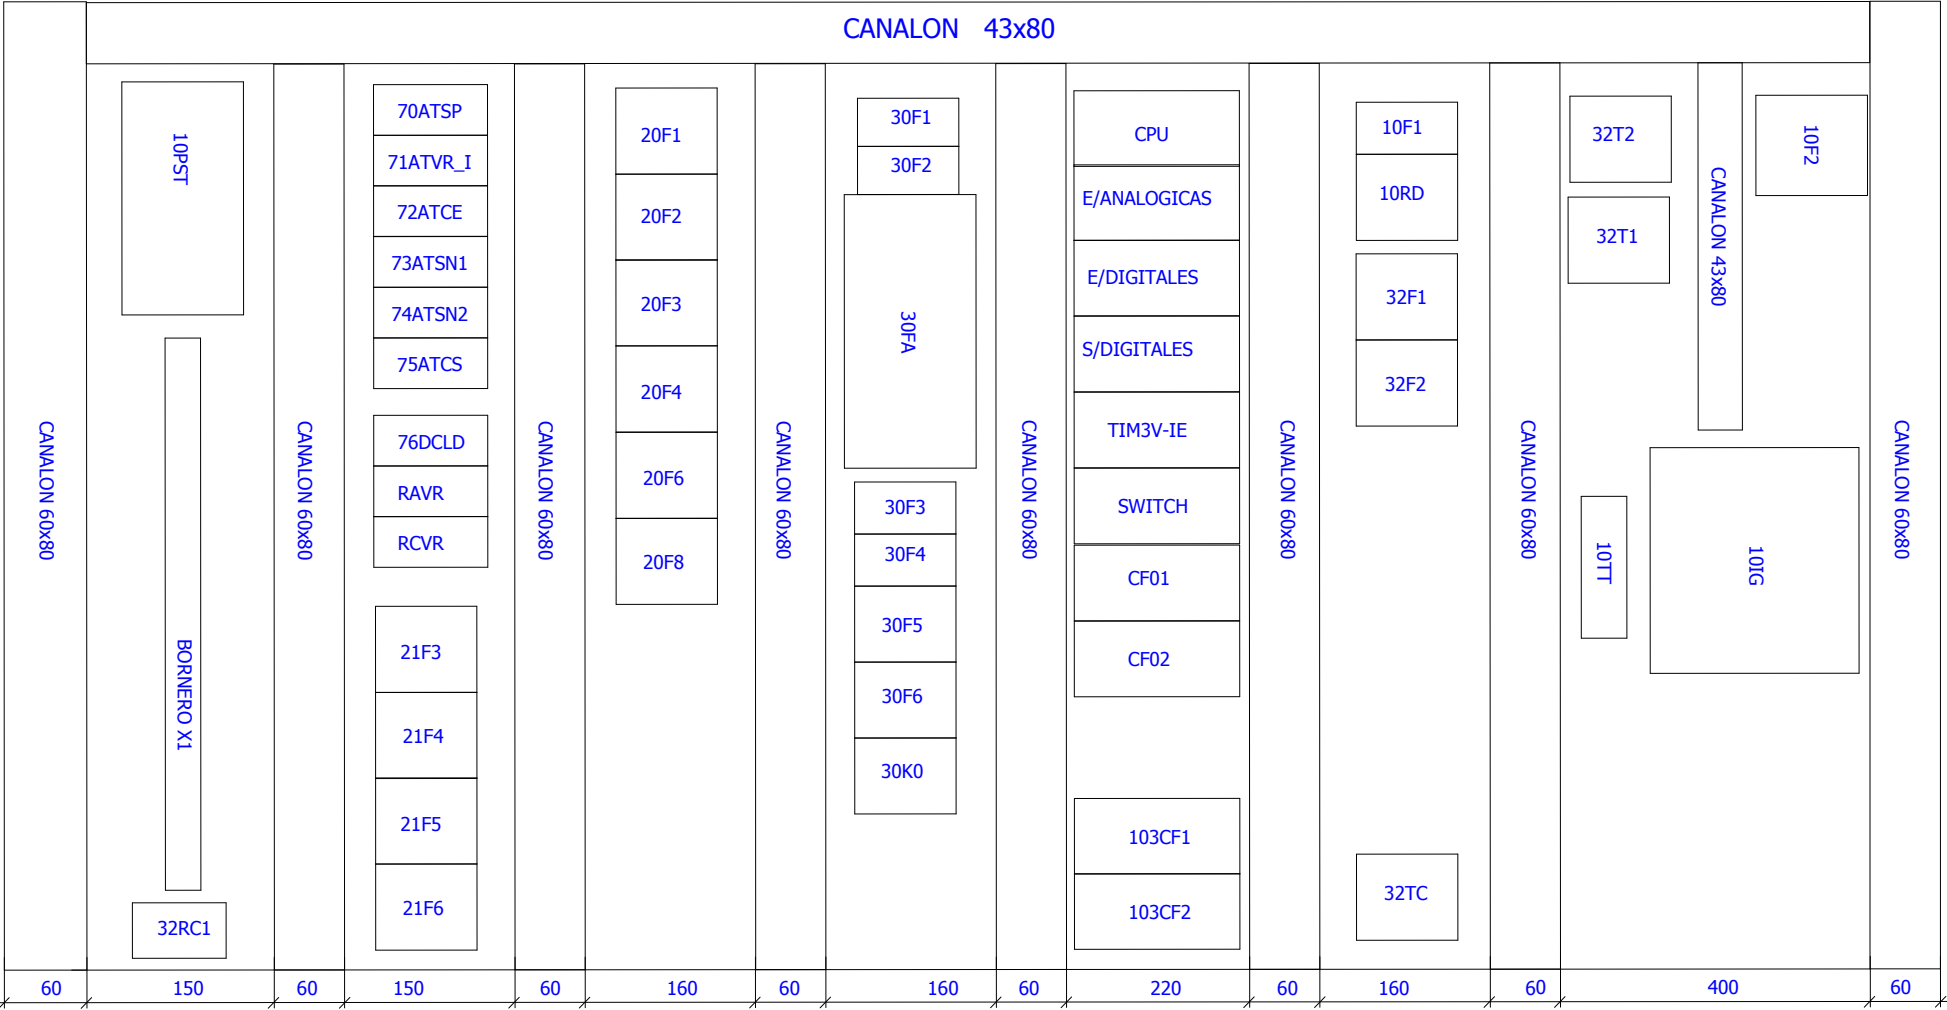 CANALON 43x80
CANALON 60x80
10PST
BORNERO X1
32RC1
CANALON 60x80
70ATSP
71ATVR_I
72ATCE
73ATSN1
74ATSN2
75ATCS
76DCLD
RAVR
RCVR
21F3
21F4
21F5
21F6
CANALON 60x80
20F1
20F2
20F3
20F4
20F6
20F8
CANALON 60x80
30F1
30F2
30FA
30F3
30F4
30F5
30F6
30K0
CANALON 60x80
CPU
E/ANALOGICAS
E/DIGITALES
S/DIGITALES
TIM3V-IE
SWITCH
CF01
CF02
103CF1
103CF2
CANALON 60x80
10F1
10RD
32F1
32F2
32TC
CANALON 60x80
32T2
32T1
10TT
CANALON 43x80
10F2
10IG
CANALON 60x80
60 150 60 150 60 160 60 160 60 220 60 160 60 400 60